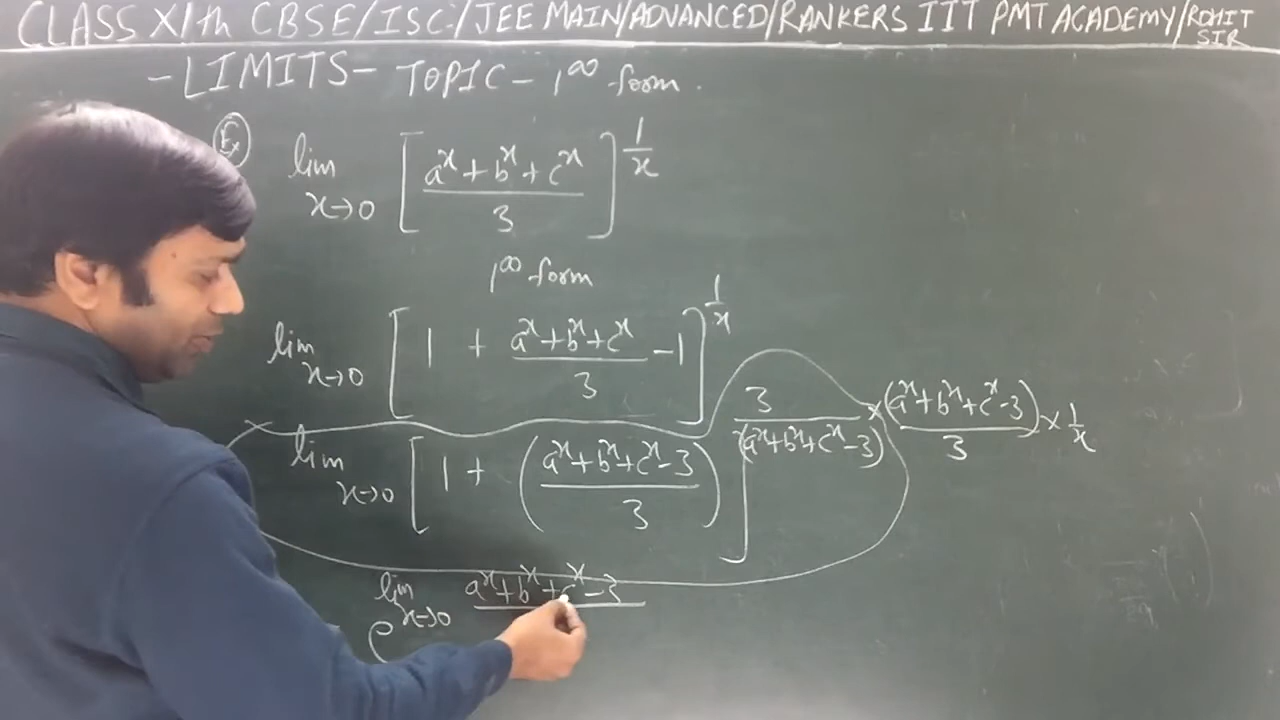 CLASS XIth CBSE/ISC/JEE MAIN/ADVANCED/RANKERS IIT PMT ACADEMY/ROHIT SIR
-LIMITS- TOPIC - 1^∞ form.
Ex
lim x→0 [(a^x+b^x+c^x)/3]^(1/x)
1^∞ form
lim x→0 [1 + (a^x+b^x+c^x)/3 -1]^(1/x)
lim x→0 [1 + ((a^x+b^x+c^x-3)/3)]^(3/(a^x+b^x+c^x-3) × (a^x+b^x+c^x-3)/3 × 1/x)
e^(lim x→0 a^x+b^x+c^x-3